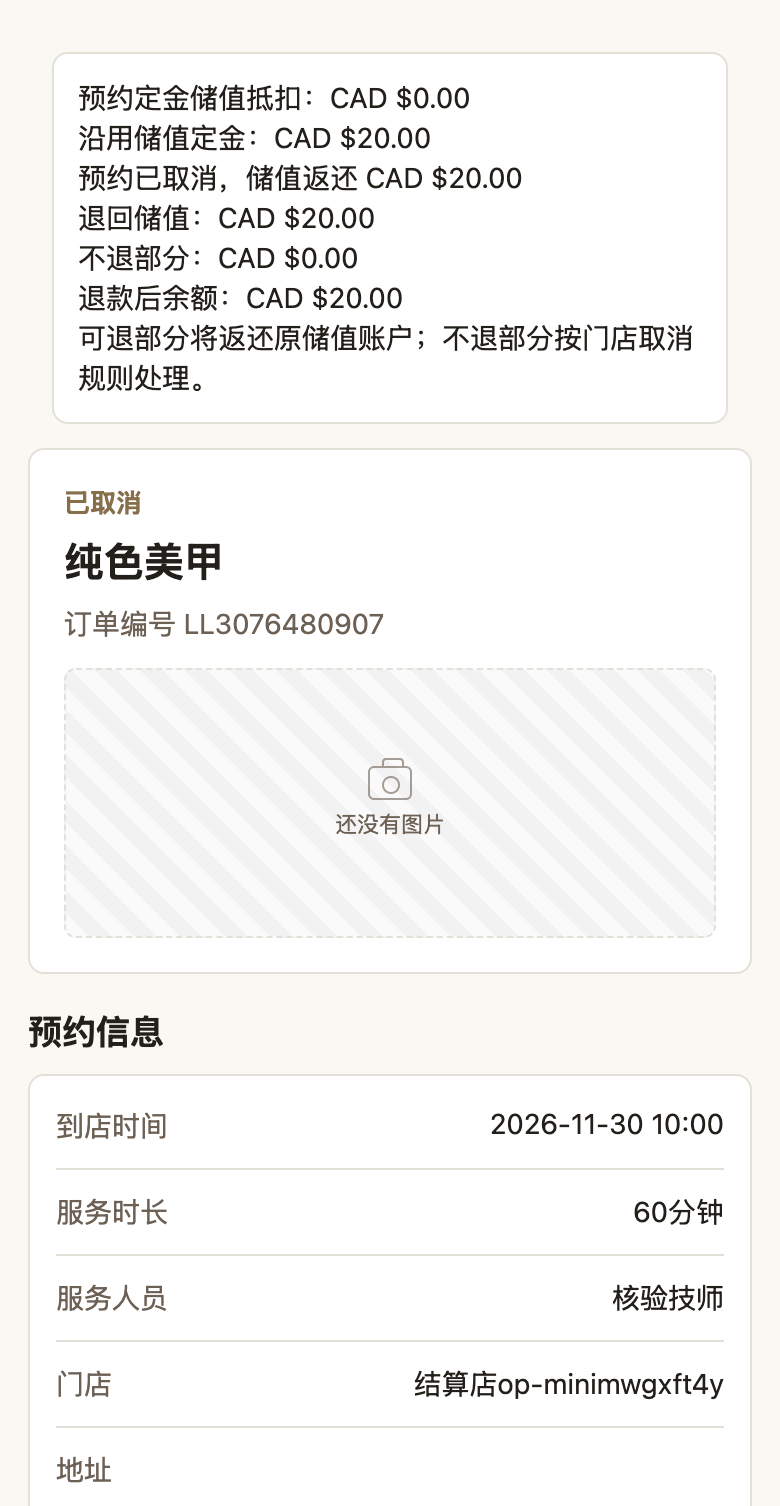 预约定金储值抵扣：CAD $0.00
沿用储值定金：CAD $20.00
预约已取消，储值返还 CAD $20.00
退回储值：CAD $20.00
不退部分：CAD $0.00
退款后余额：CAD $20.00
可退部分将返还原储值账户；不退部分按门店取消
规则处理。
已取消
纯色美甲
订单编号 LL3076480907
还没有图片
预约信息
到店时间 2026-11-30 10:00
服务时长 60分钟
服务人员 核验技师
门店 结算店op-minimwgxft4y
地址